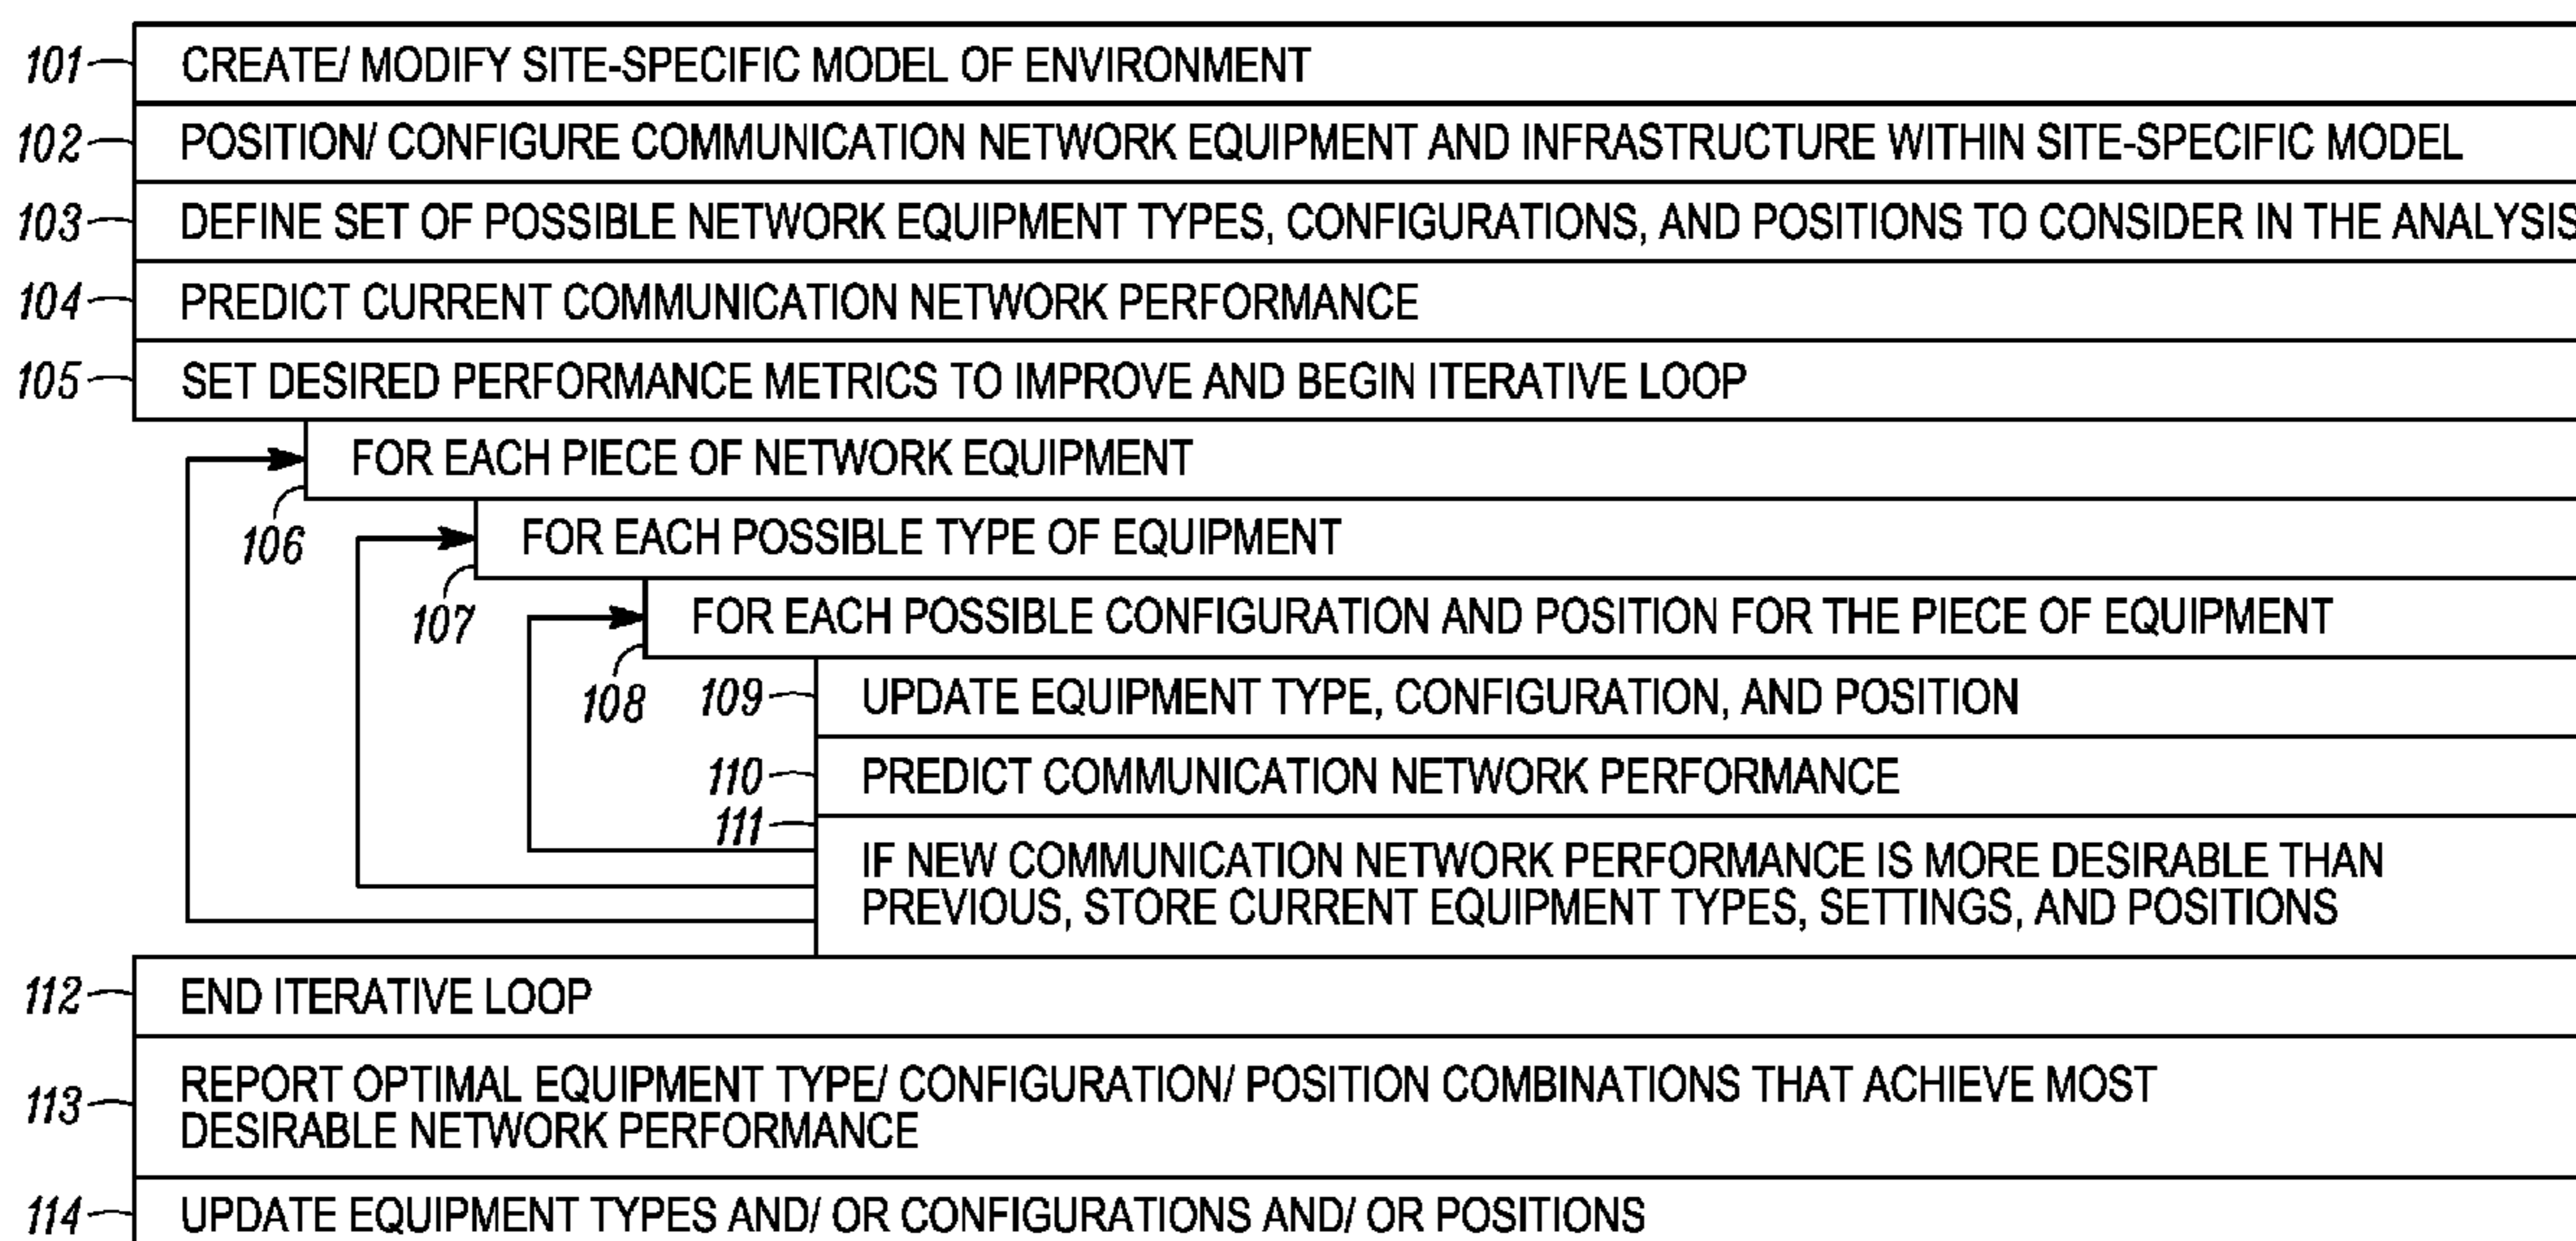 101 CREATE/ MODIFY SITE-SPECIFIC MODEL OF ENVIRONMENT
102 POSITION/ CONFIGURE COMMUNICATION NETWORK EQUIPMENT AND INFRASTRUCTURE WITHIN SITE-SPECIFIC MODEL
103 DEFINE SET OF POSSIBLE NETWORK EQUIPMENT TYPES, CONFIGURATIONS, AND POSITIONS TO CONSIDER IN THE ANALYSIS
104 PREDICT CURRENT COMMUNICATION NETWORK PERFORMANCE
105 SET DESIRED PERFORMANCE METRICS TO IMPROVE AND BEGIN ITERATIVE LOOP
FOR EACH PIECE OF NETWORK EQUIPMENT
106
FOR EACH POSSIBLE TYPE OF EQUIPMENT
107
FOR EACH POSSIBLE CONFIGURATION AND POSITION FOR THE PIECE OF EQUIPMENT
108
109 UPDATE EQUIPMENT TYPE, CONFIGURATION, AND POSITION
110 PREDICT COMMUNICATION NETWORK PERFORMANCE
111
IF NEW COMMUNICATION NETWORK PERFORMANCE IS MORE DESIRABLE THAN
PREVIOUS, STORE CURRENT EQUIPMENT TYPES, SETTINGS, AND POSITIONS
112 END ITERATIVE LOOP
113 REPORT OPTIMAL EQUIPMENT TYPE/ CONFIGURATION/ POSITION COMBINATIONS THAT ACHIEVE MOST
DESIRABLE NETWORK PERFORMANCE
114 UPDATE EQUIPMENT TYPES AND/ OR CONFIGURATIONS AND/ OR POSITIONS